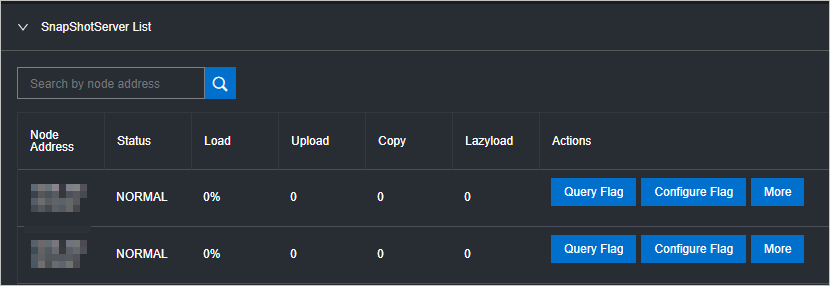 SnapShotServer List
Search by node address
Node Address Status Load Upload Copy Lazyload Actions
NORMAL 0% 0 0 0 Query Flag Configure Flag More
NORMAL 0% 0 0 0 Query Flag Configure Flag More